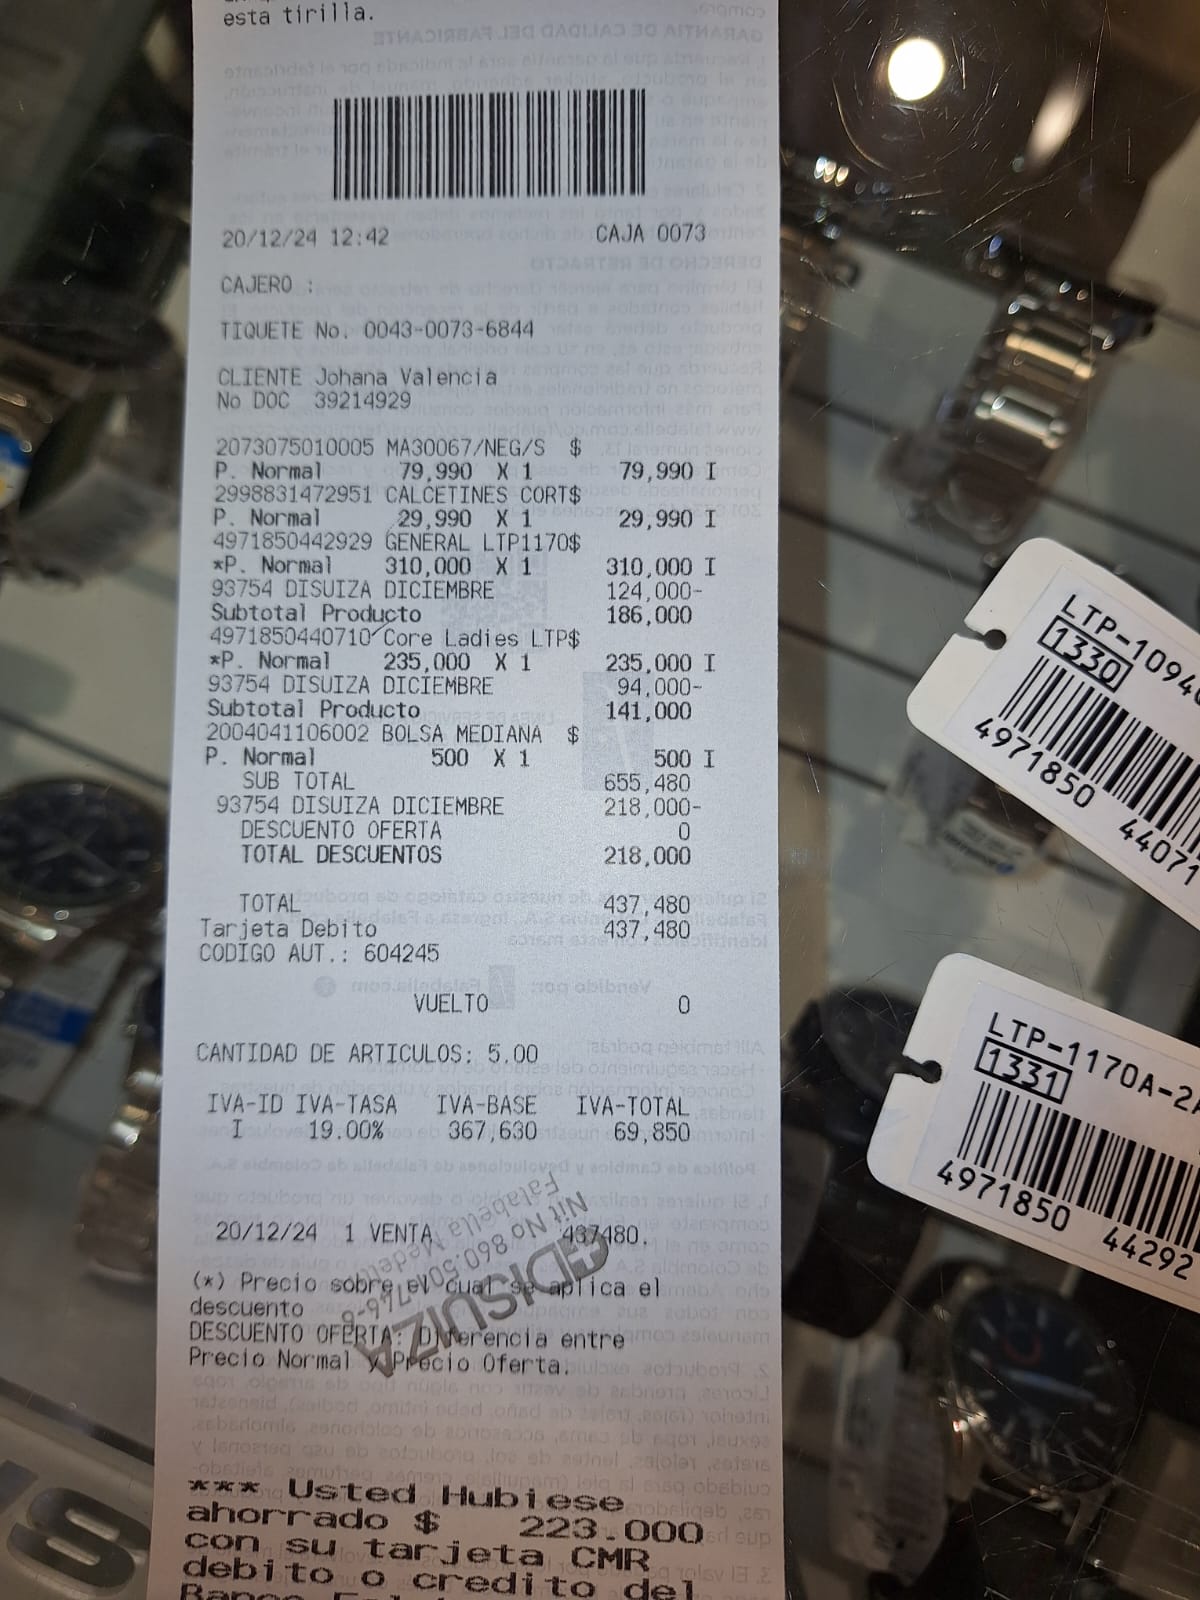 esta tirilla.
20/12/24 12:42 CAJA 0073
CAJERO :
TIQUETE No. 0043-0073-6844
CLIENTE Johana Valencia
No DOC 39214929
2073075010005 MA30067/NEG/S $
P. Normal 79,990 X 1 79,990 I
2998831472951 CALCETINES CORT$
P. Normal 29,990 X 1 29,990 I
4971850442929 GENERAL LTP1170$
*P. Normal 310,000 X 1 310,000 I
93754 DISUIZA DICIEMBRE 124,000-
Subtotal Producto 186,000
4971850440710 Core Ladies LTP$
*P. Normal 235,000 X 1 235,000 I
93754 DISUIZA DICIEMBRE 94,000-
Subtotal Producto 141,000
2004041106002 BOLSA MEDIANA $
P. Normal 500 X 1 500 I
SUB TOTAL 655,480
93754 DISUIZA DICIEMBRE 218,000-
DESCUENTO OFERTA 0
TOTAL DESCUENTOS 218,000
TOTAL 437,480
Tarjeta Debito 437,480
CODIGO AUT.: 604245
VUELTO 0
CANTIDAD DE ARTICULOS: 5.00
IVA-ID IVA-TASA IVA-BASE IVA-TOTAL
I 19.00% 367,630 69,850
20/12/24 1 VENTA 437480.
(*) Precio sobre el cual se aplica el
descuento
DESCUENTO OFERTA: Diferencia entre
Precio Normal y Precio Oferta.
*** Usted Hubiese
ahorrado $ 223.000
con su tarjeta CMR
debito o credito del
DISUIZA
Falabella
LTP-1094
1330
4971850 44071
LTP-1170A-2A
1331
4971850 44292